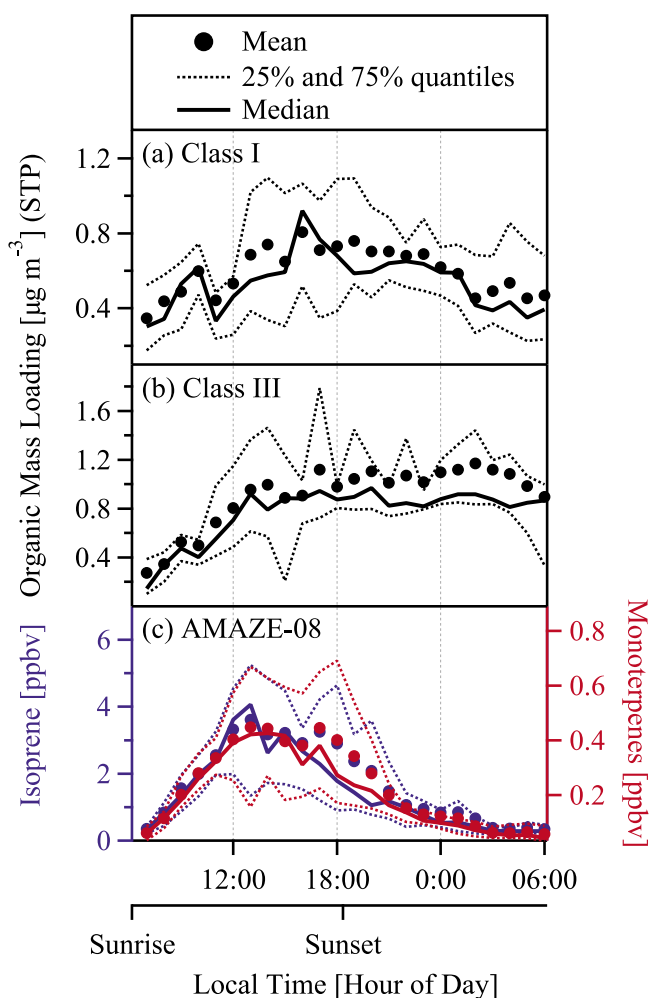 Mean
25% and 75% quantiles
Median
Organic Mass Loading [µg m⁻³] (STP)
(a) Class I
1.2
0.8
0.4
(b) Class III
1.6
1.2
0.8
0.4
(c) AMAZE-08
Isoprene [ppbv]
6
4
2
0
Monoterpenes [ppbv]
0.8
0.6
0.4
0.2
12:00 18:00 0:00 06:00
Sunrise Sunset
Local Time [Hour of Day]